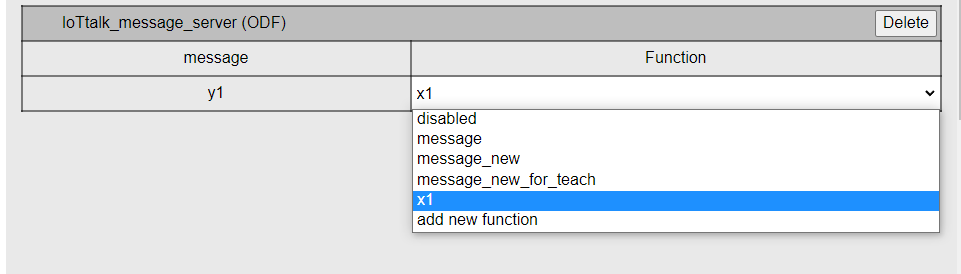 IoTtalk_message_server (ODF) Delete
message Function
y1 x1
disabled
message
message_new
message_new_for_teach
x1
add new function